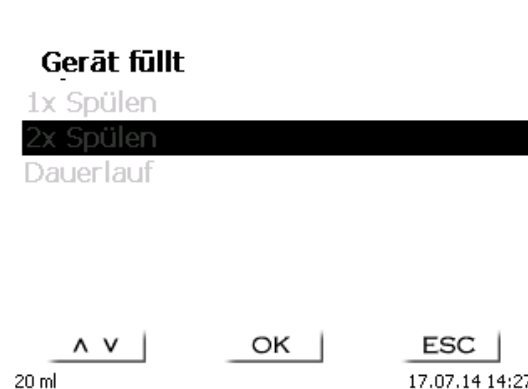 Gerät füllt
1x Spülen
2x Spülen
Dauerlauf
∧ ∨ OK ESC
20 ml 17.07.14 14:27